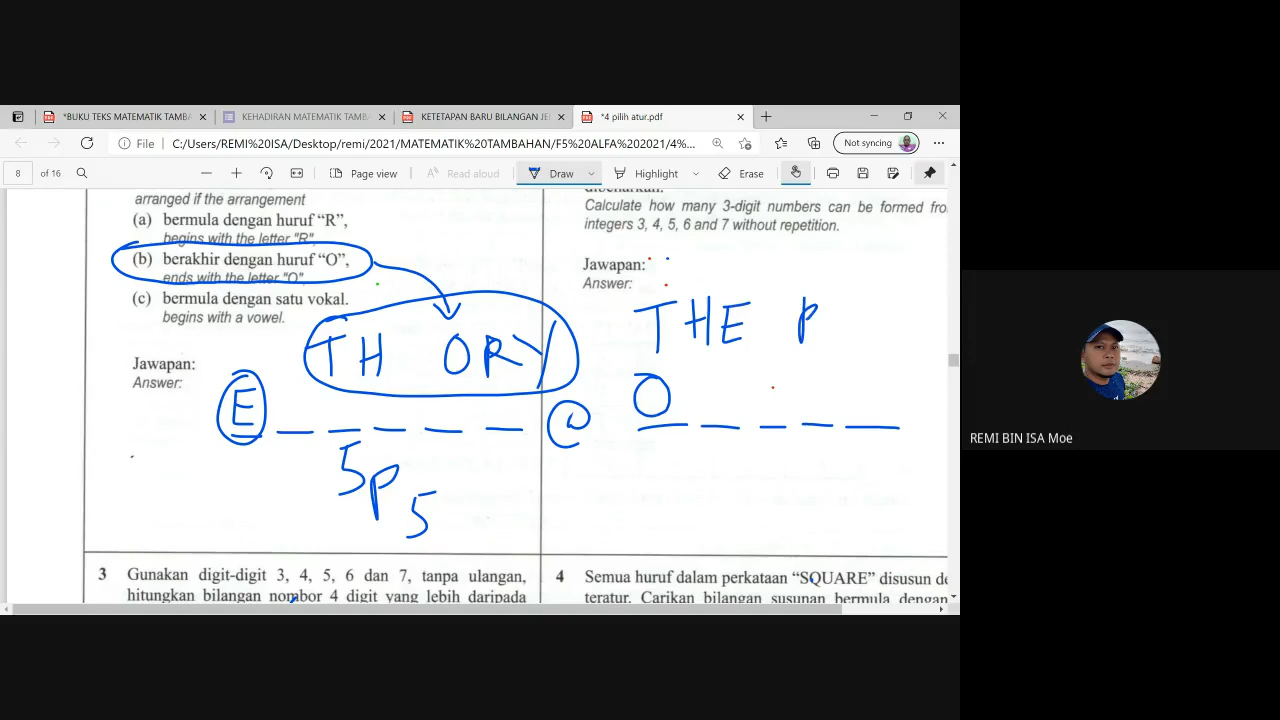 *BUKU TEKS MATEMATIK TAMBA
KEHADIRAN MATEMATIK TAMBA
KETETAPAN BARU BILANGAN JEI
*4 pilih atur.pdf
File
C:/Users/REMI%20ISA/Desktop/remi/2021/MATEMATIK%20TAMBAHAN/F5%20ALFA%202021/4%...
Not syncing
8 of 16
Page view
Read aloud
Draw
Highlight
Erase
arranged if the arrangement
(a) bermula dengan huruf “R”,
begins with the letter "R",
(b) berakhir dengan huruf “O”,
ends with the letter "O",
(c) bermula dengan satu vokal.
begins with a vowel.
Jawapan:
Answer:
TH ORY
E _ _ _ _ _ _ @
5P5
dibenarkan.
Calculate how many 3-digit numbers can be formed fro
integers 3, 4, 5, 6 and 7 without repetition.
Jawapan:
Answer:
THE P
O
_ _ _ _ _
3 Gunakan digit-digit 3, 4, 5, 6 dan 7, tanpa ulangan,
hitungkan bilangan nombor 4 digit yang lebih daripada
4 Semua huruf dalam perkataan “SQUARE” disusun de
teratur. Carikan bilangan susunan bermula dengan
REMI BIN ISA Moe